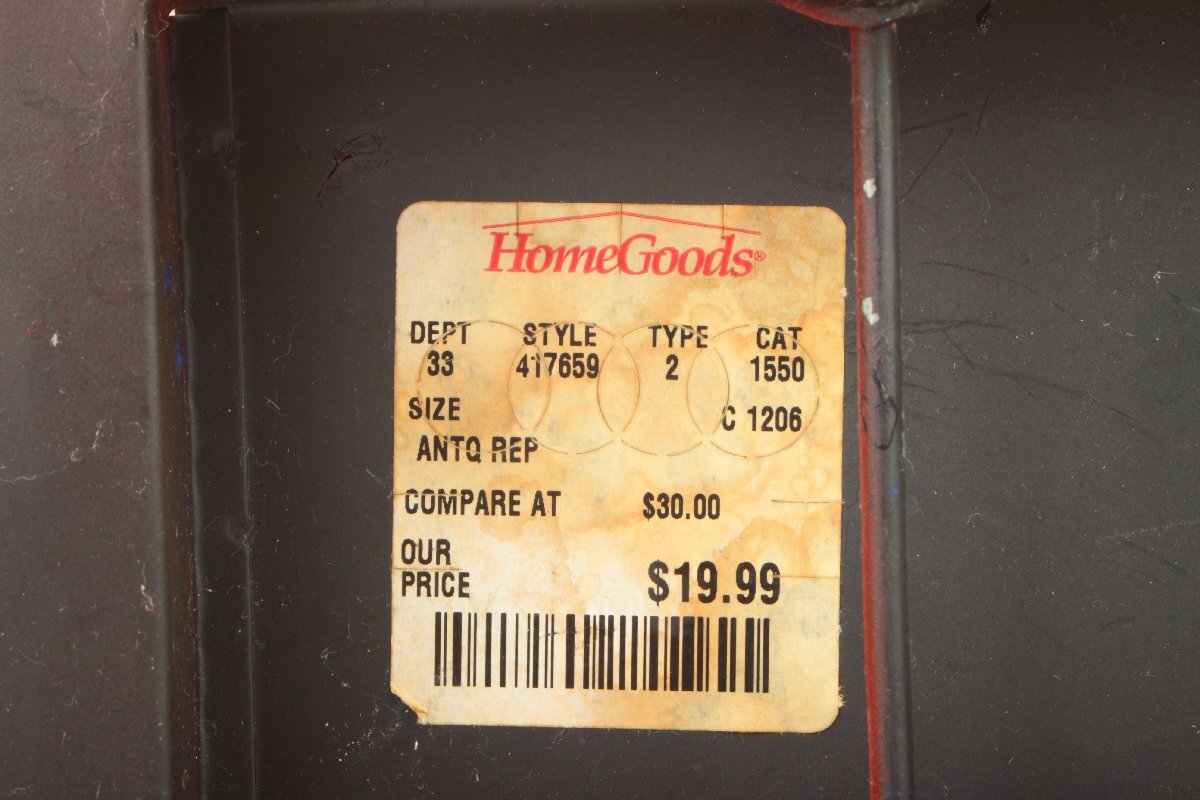 HomeGoods®
DEPT STYLE TYPE CAT
33 417659 2 1550
SIZE C 1206
ANTQ REP
COMPARE AT $30.00
OUR
PRICE $19.99